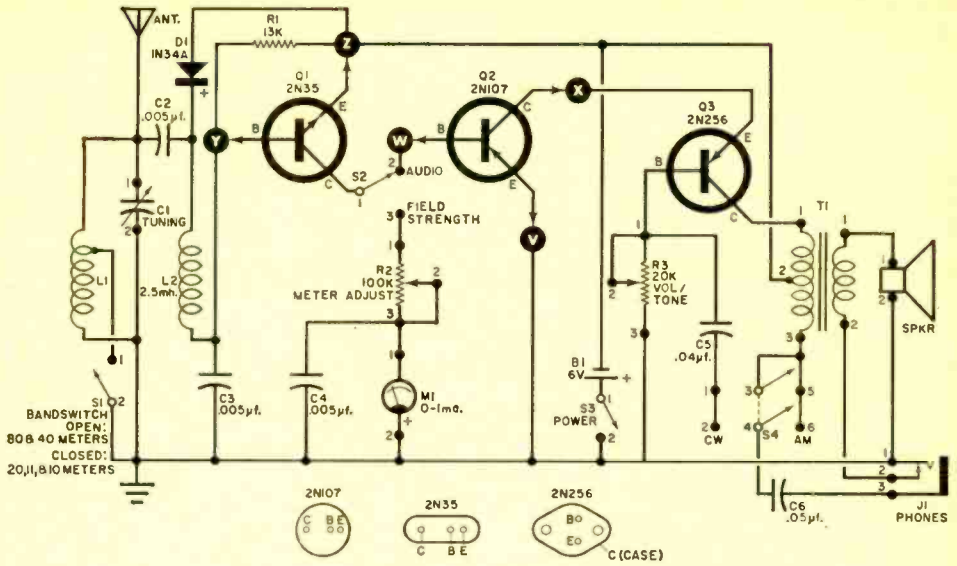 ANT.
R1
13K
Z
D1
1N34A
+
Q1
2N35
E
B
C
C2
.005µf.
Y
W
S2
1
2
AUDIO
Q2
2N107
C
B
E
X
V
Q3
2N256
E
B
C
1
C1
TUNING
2
L1
L2
2.5mh.
3
FIELD
STRENGTH
1
R2
100K
METER ADJUST
2
3
1
R3
20K
VOL/
TONE
2
3
C5
.04µf.
1
2
CW
T1
1
2
3
1
2
1
2
SPKR
B1
6V
+
S3
POWER
1
2
1
S1
2
BANDSWITCH
OPEN:
80&40 METERS
CLOSED:
20,11,&10 METERS
C3
.005µf.
C4
.005µf.
1
M1
0-1ma.
+
2
3
5
4
S4
6
AM
C6
.05µf.
1
2
3
J1
PHONES
2N107
C B E
2N35
C B E
2N256
B
E
C (CASE)